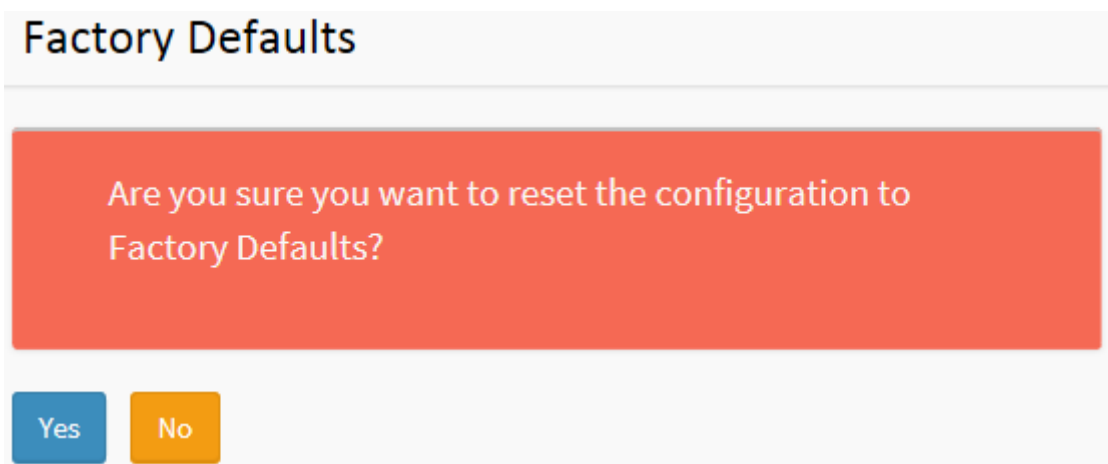 Factory Defaults
Are you sure you want to reset the configuration to
Factory Defaults?
Yes No